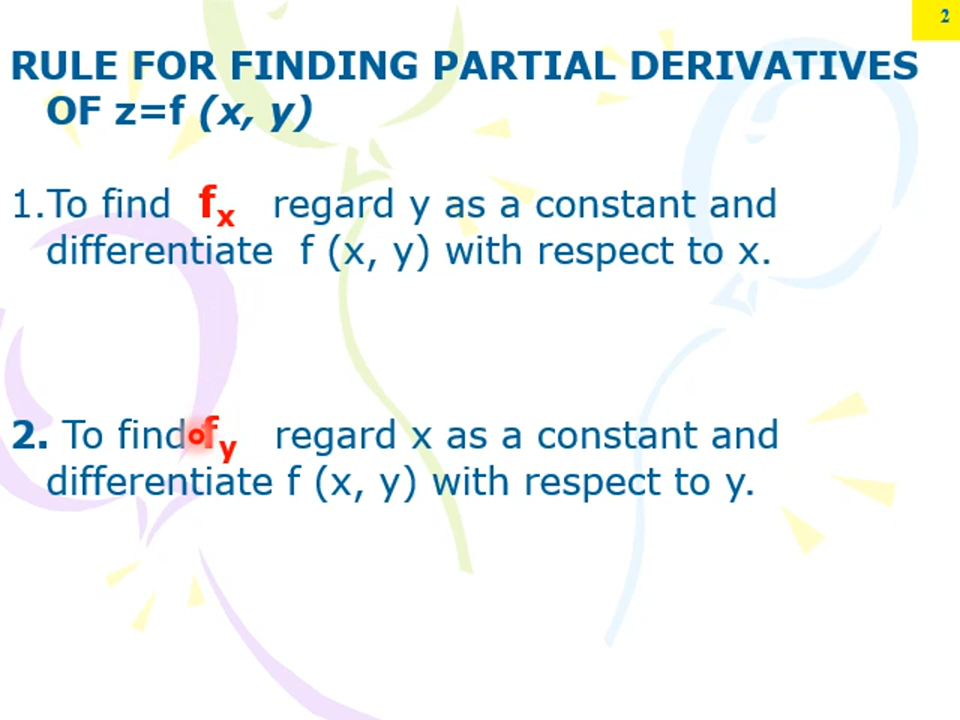 2
RULE FOR FINDING PARTIAL DERIVATIVES
OF z=f (x, y)
1.To find fx regard y as a constant and
differentiate f (x, y) with respect to x.
2. To find fy regard x as a constant and
differentiate f (x, y) with respect to y.